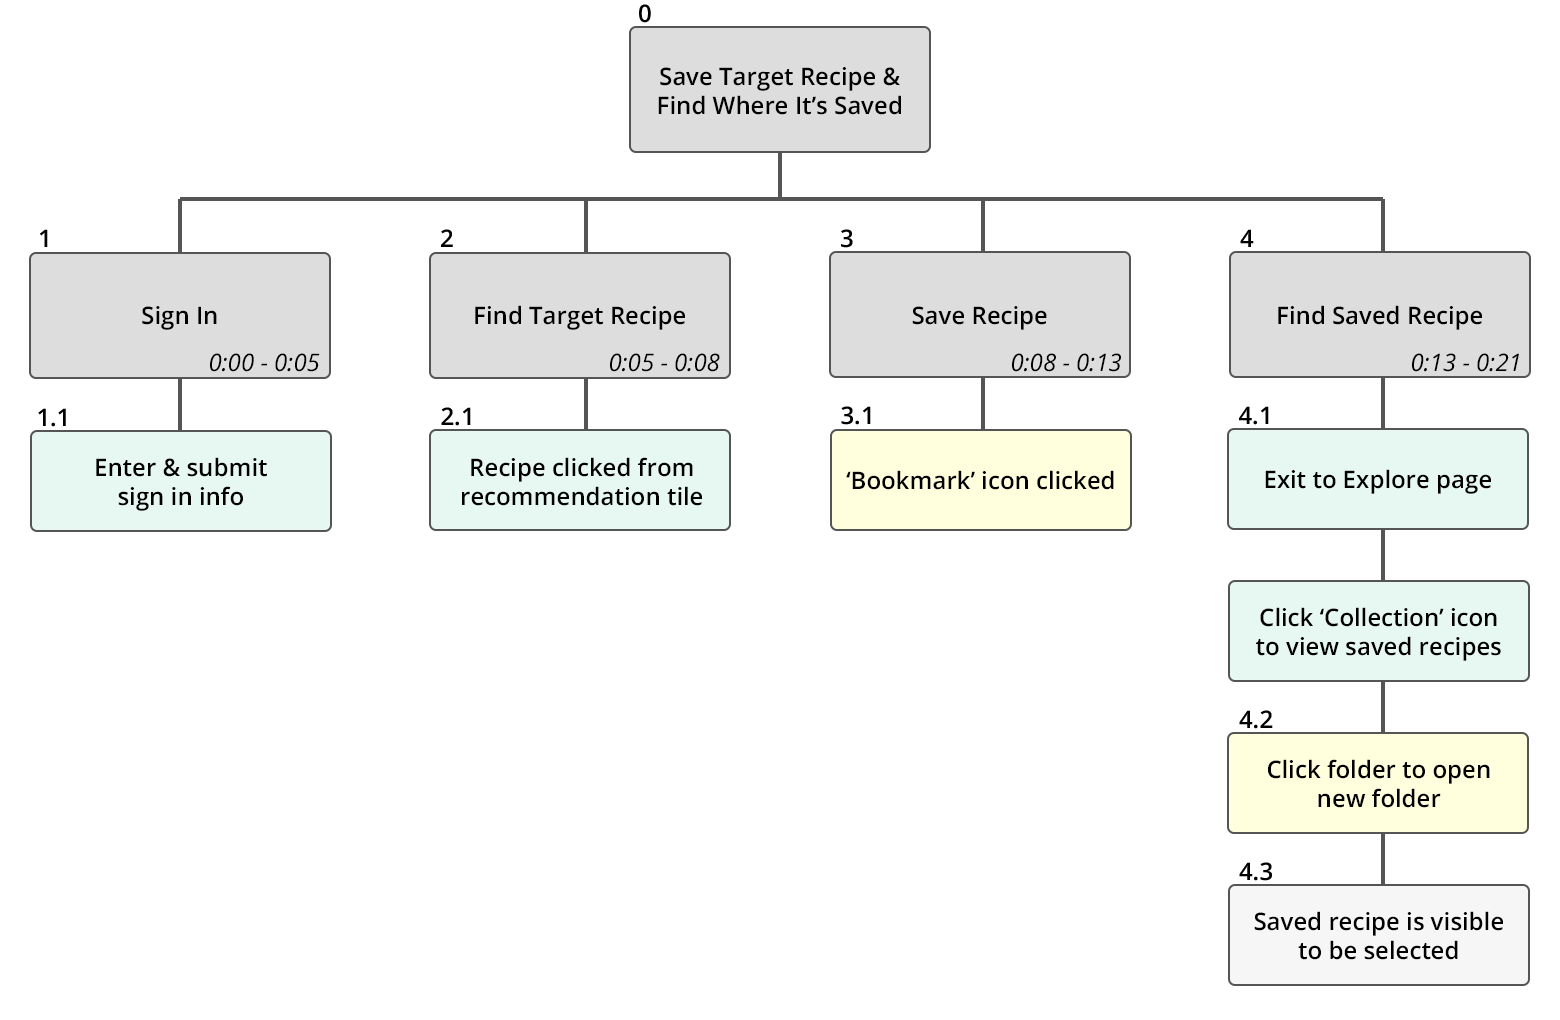 0
Save Target Recipe &
Find Where It’s Saved
1
Sign In
0:00 - 0:05
2
Find Target Recipe
0:05 - 0:08
3
Save Recipe
0:08 - 0:13
4
Find Saved Recipe
0:13 - 0:21
1.1
Enter & submit
sign in info
2.1
Recipe clicked from
recommendation tile
3.1
‘Bookmark’ icon clicked
4.1
Exit to Explore page
Click ‘Collection’ icon
to view saved recipes
4.2
Click folder to open
new folder
4.3
Saved recipe is visible
to be selected